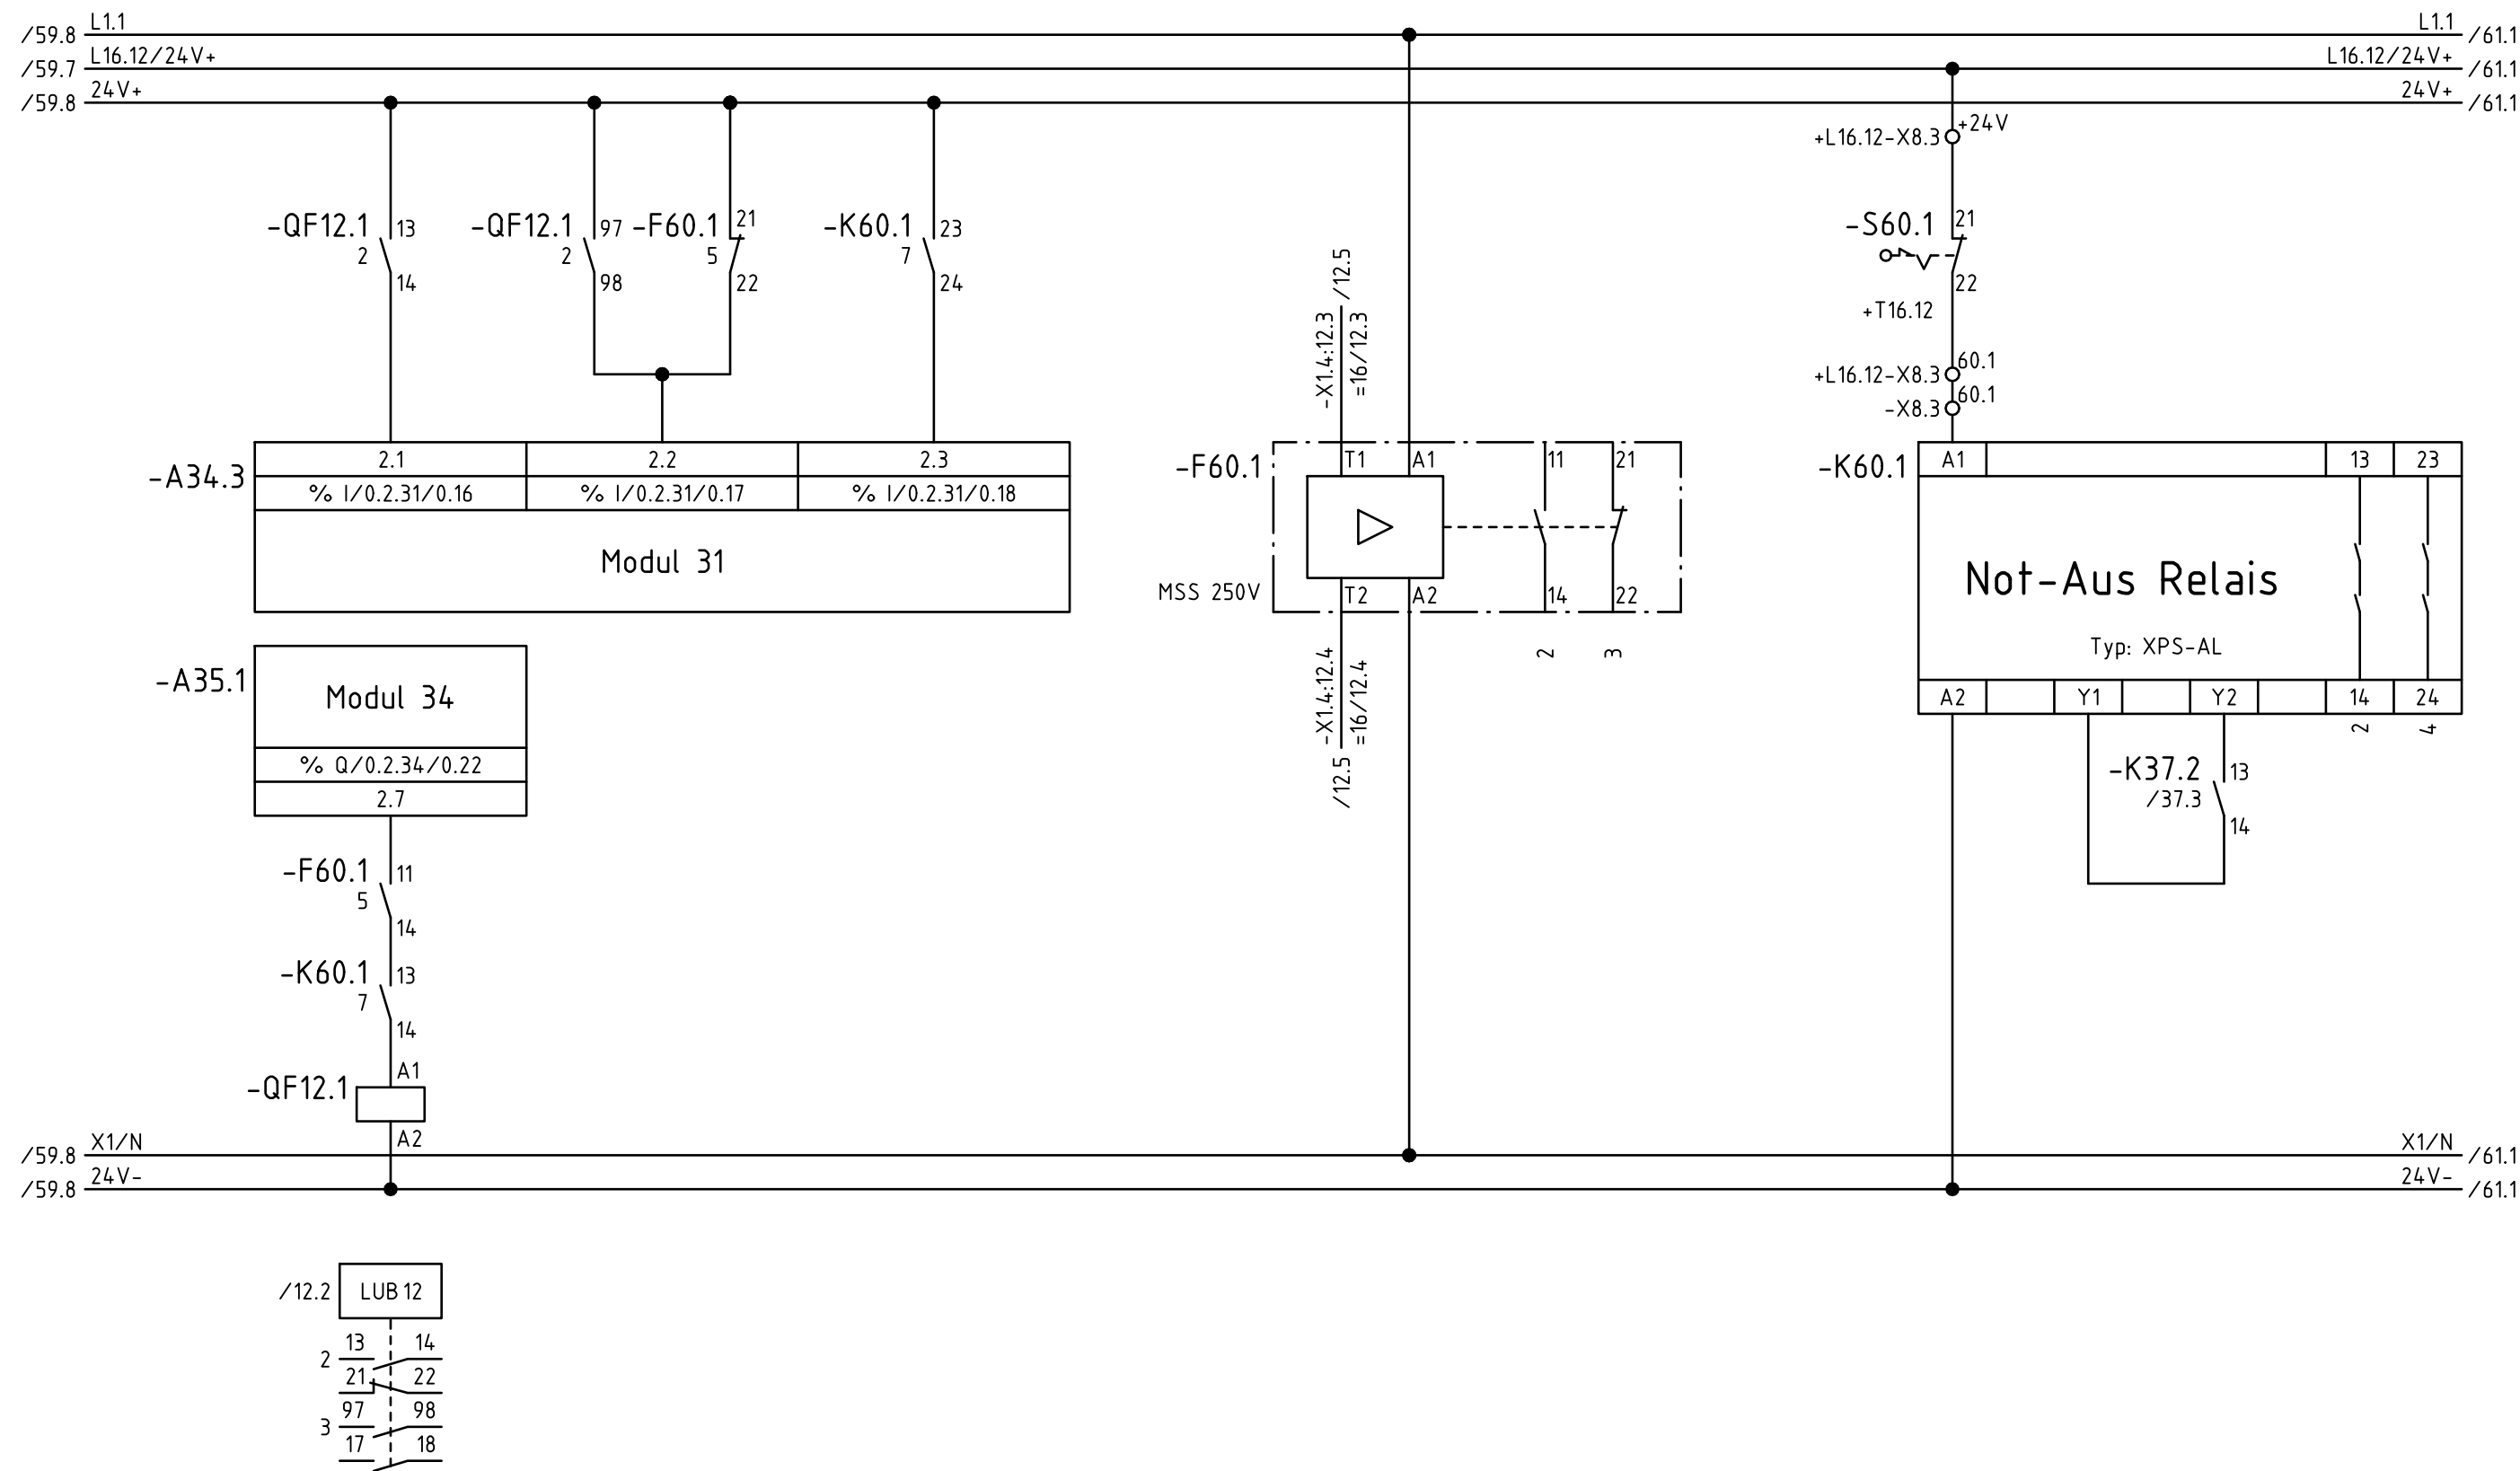 /59.8 L1.1 L1.1 /61.1
/59.7 L16.12/24V+ L16.12/24V+ /61.1
/59.8 24V+ 24V+ /61.1
+L16.12-X8.3 +24V
-QF12.1 13
2
14
-QF12.1 97
2
98
-F60.1 21
5
22
-K60.1 23
7
24
-S60.1 21
22
+T16.12
+L16.12-X8.3 60.1
-X8.3 60.1
-X1.4:12.3 /12.5
=16/12.3
-A34.3
2.1 2.2 2.3
% I/0.2.31/0.16 % I/0.2.31/0.17 % I/0.2.31/0.18
Modul 31
-F60.1 T1 A1 11 21
MSS 250V T2 A2 14 22
2 3
-X1.4:12.4
=16/12.4
/12.5
-K60.1 A1 13 23
Not-Aus Relais
Typ: XPS-AL
A2 Y1 Y2 14 24
2 4
-K37.2 13
/37.3
14
-A35.1
Modul 34
% Q/0.2.34/0.22
2.7
-F60.1 11
5
14
-K60.1 13
7
14
A1
-QF12.1
A2
/59.8 X1/N X1/N /61.1
/59.8 24V- 24V- /61.1
/12.2 LUB 12
13 14
2
21 22
97 98
3
17 18